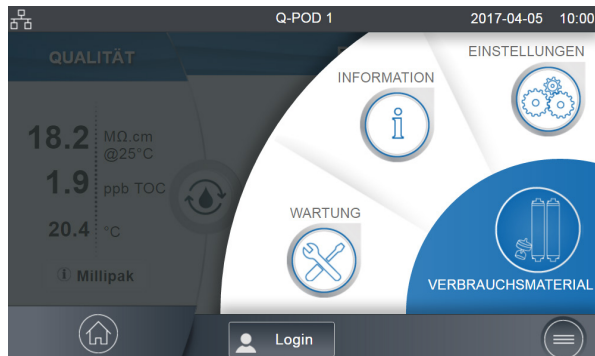 Q-POD 1
2017-04-05 10:00
QUALITÄT
18.2 MΩ.cm
@25°C
1.9 ppb TOC
20.4 °C
Millipak
INFORMATION
EINSTELLUNGEN
WARTUNG
VERBRAUCHSMATERIAL
Login